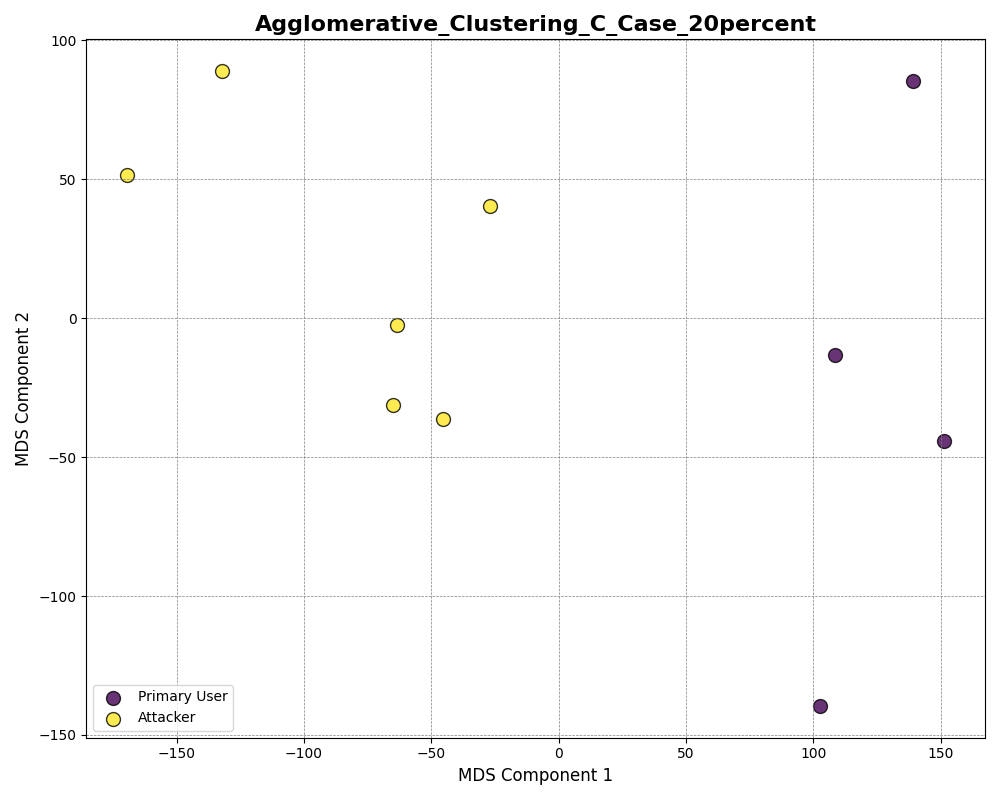 Agglomerative_Clustering_C_Case_20percent
MDS Component 2
100
50
0
−50
−100
−150
Primary User
Attacker
−150
−100
−50
0
50
100
150
MDS Component 1